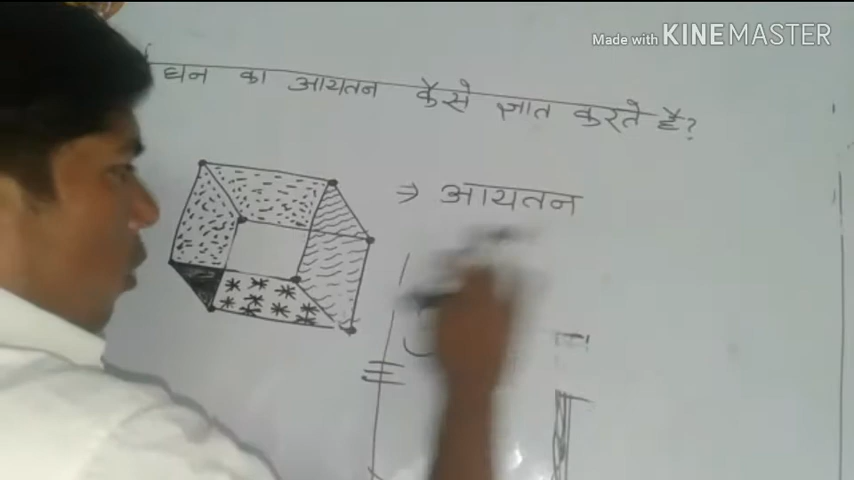 Made with KINEMASTER
घन का आयतन कैसे ज्ञात करते है?
⇒ आयतन